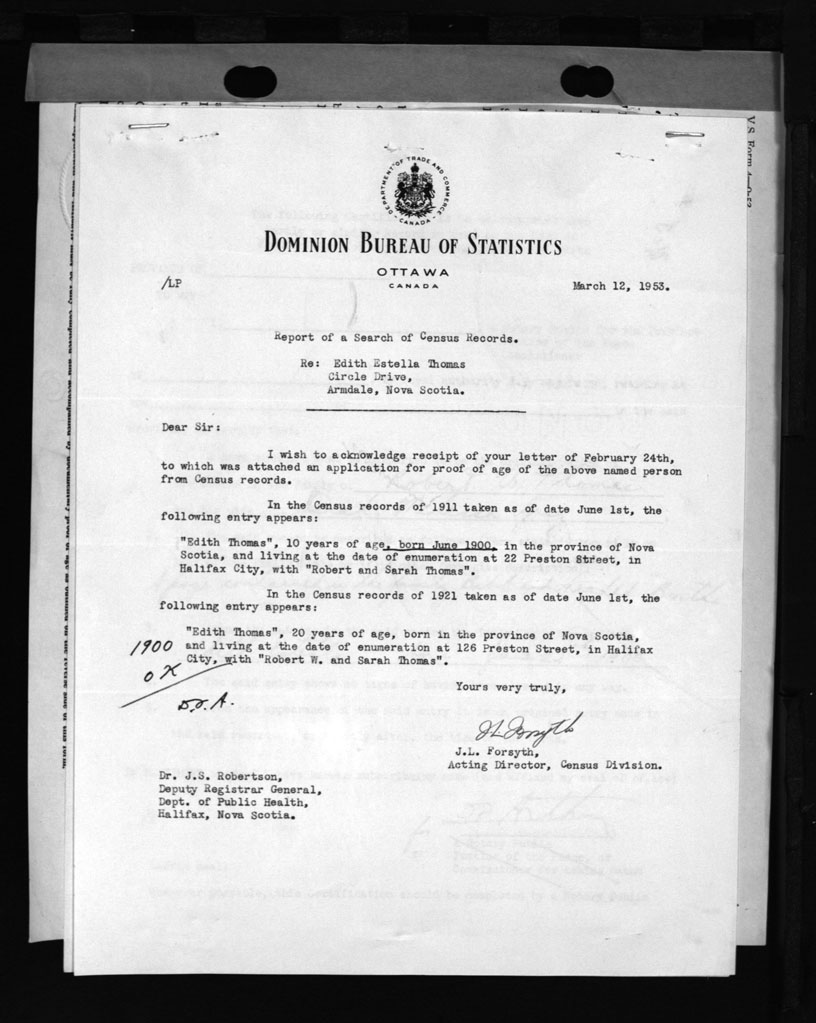 V.S. Form
DEPARTMENT OF TRADE AND COMMERCE
CANADA
DOMINION BUREAU OF STATISTICS
OTTAWA
CANADA
/LP
March 12, 1953.
Report of a Search of Census Records.
Re: Edith Estella Thomas
Circle Drive,
Armdale, Nova Scotia.
Dear Sir:
I wish to acknowledge receipt of your letter of February 24th,
to which was attached an application for proof of age of the above named person
from Census records.
In the Census records of 1911 taken as of date June 1st, the
following entry appears:
"Edith Thomas", 10 years of age, born June 1900, in the province of Nova
Scotia, and living at the date of enumeration at 22 Preston Street, in
Halifax City, with "Robert and Sarah Thomas".
In the Census records of 1921 taken as of date June 1st, the
following entry appears:
"Edith Thomas", 20 years of age, born in the province of Nova Scotia,
and living at the date of enumeration at 126 Preston Street, in Halifax
City, with "Robert W. and Sarah Thomas".
1900
OK
Yours very truly,
JL Forsyth
J.L. Forsyth,
Acting Director, Census Division.
Dr. J.S. Robertson,
Deputy Registrar General,
Dept. of Public Health,
Halifax, Nova Scotia.